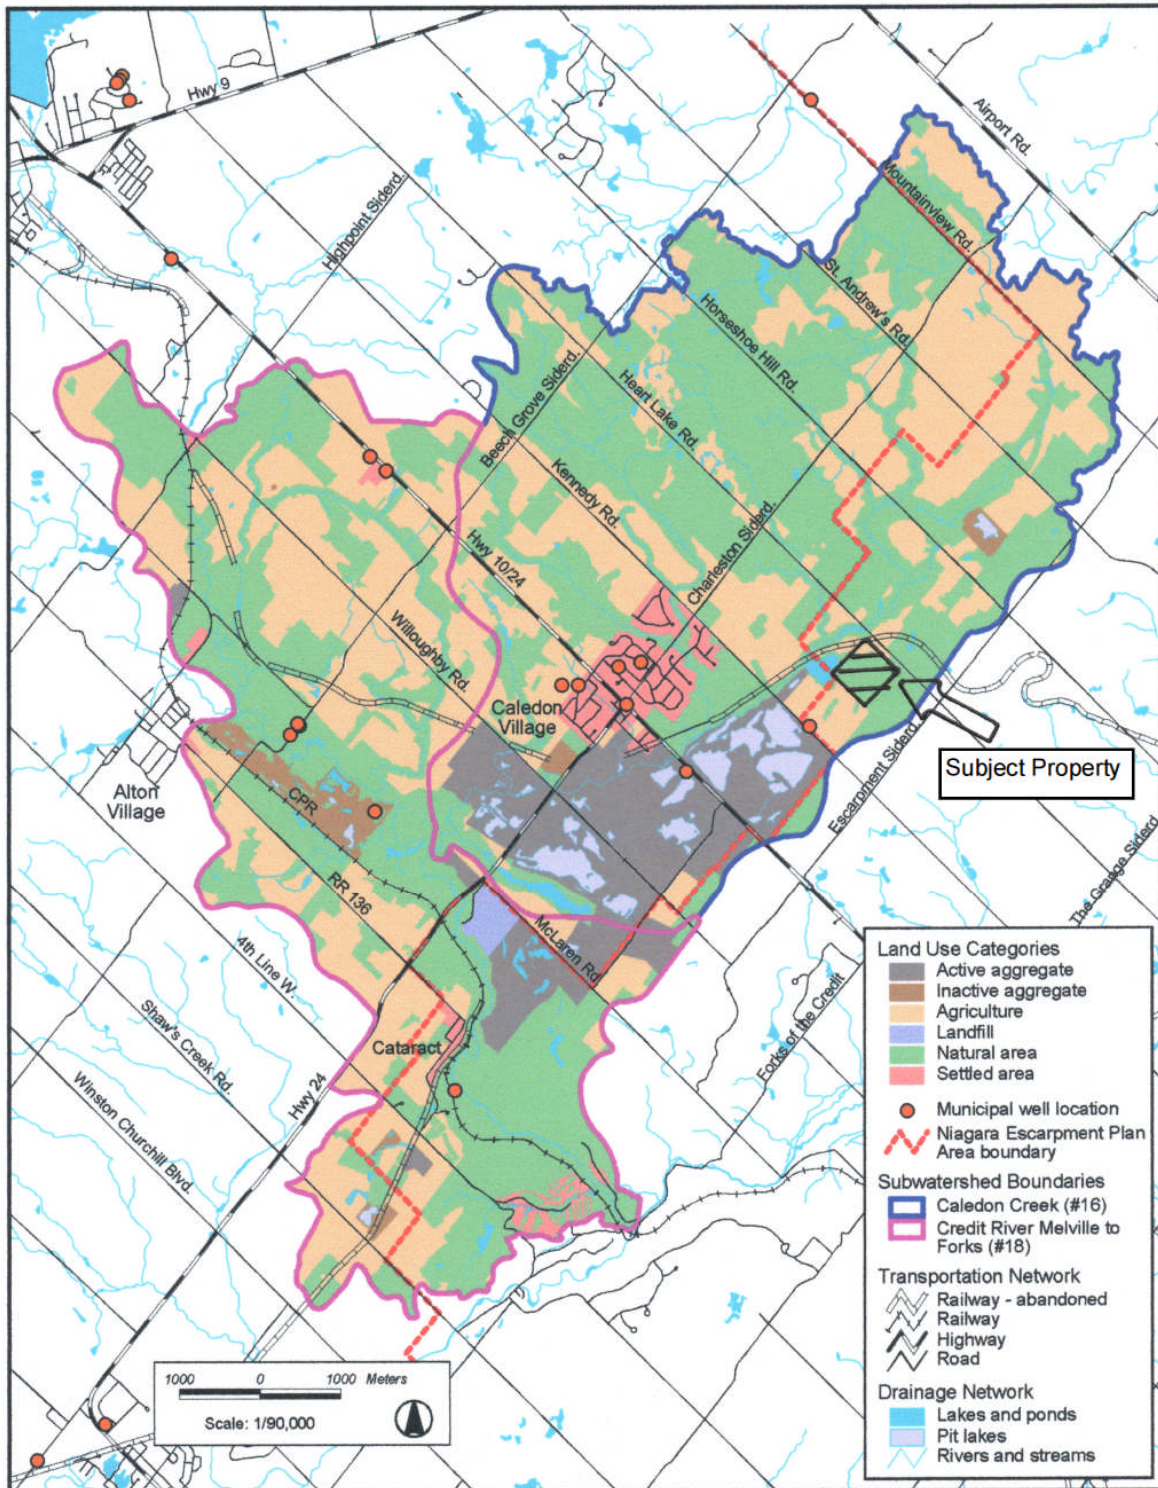 Hwy 9
Airport Rd.
Highpoint Siderd.
Mountainview Rd.
St. Andrew's Rd.
Horseshoe Hill Rd.
Heart Lake Rd.
Beech Grove Siderd.
Kennedy Rd.
Charleston Siderd.
Hwy 10/24
Willoughby Rd.
Caledon
Village
Alton
Village
CPR
RR 136
McLaren Rd.
Escarpment Siderd.
Subject Property
The Grange Siderd.
4th Line W.
Shaw's Creek Rd.
Winston Churchill Blvd.
Hwy 24
Cataract
Forks of the Credit
Land Use Categories
Active aggregate
Inactive aggregate
Agriculture
Landfill
Natural area
Settled area
Municipal well location
Niagara Escarpment Plan
Area boundary
Subwatershed Boundaries
Caledon Creek (#16)
Credit River Melville to
Forks (#18)
Transportation Network
Railway - abandoned
Railway
Highway
Road
Drainage Network
Lakes and ponds
Pit lakes
Rivers and streams
1000 0 1000 Meters
Scale: 1/90,000